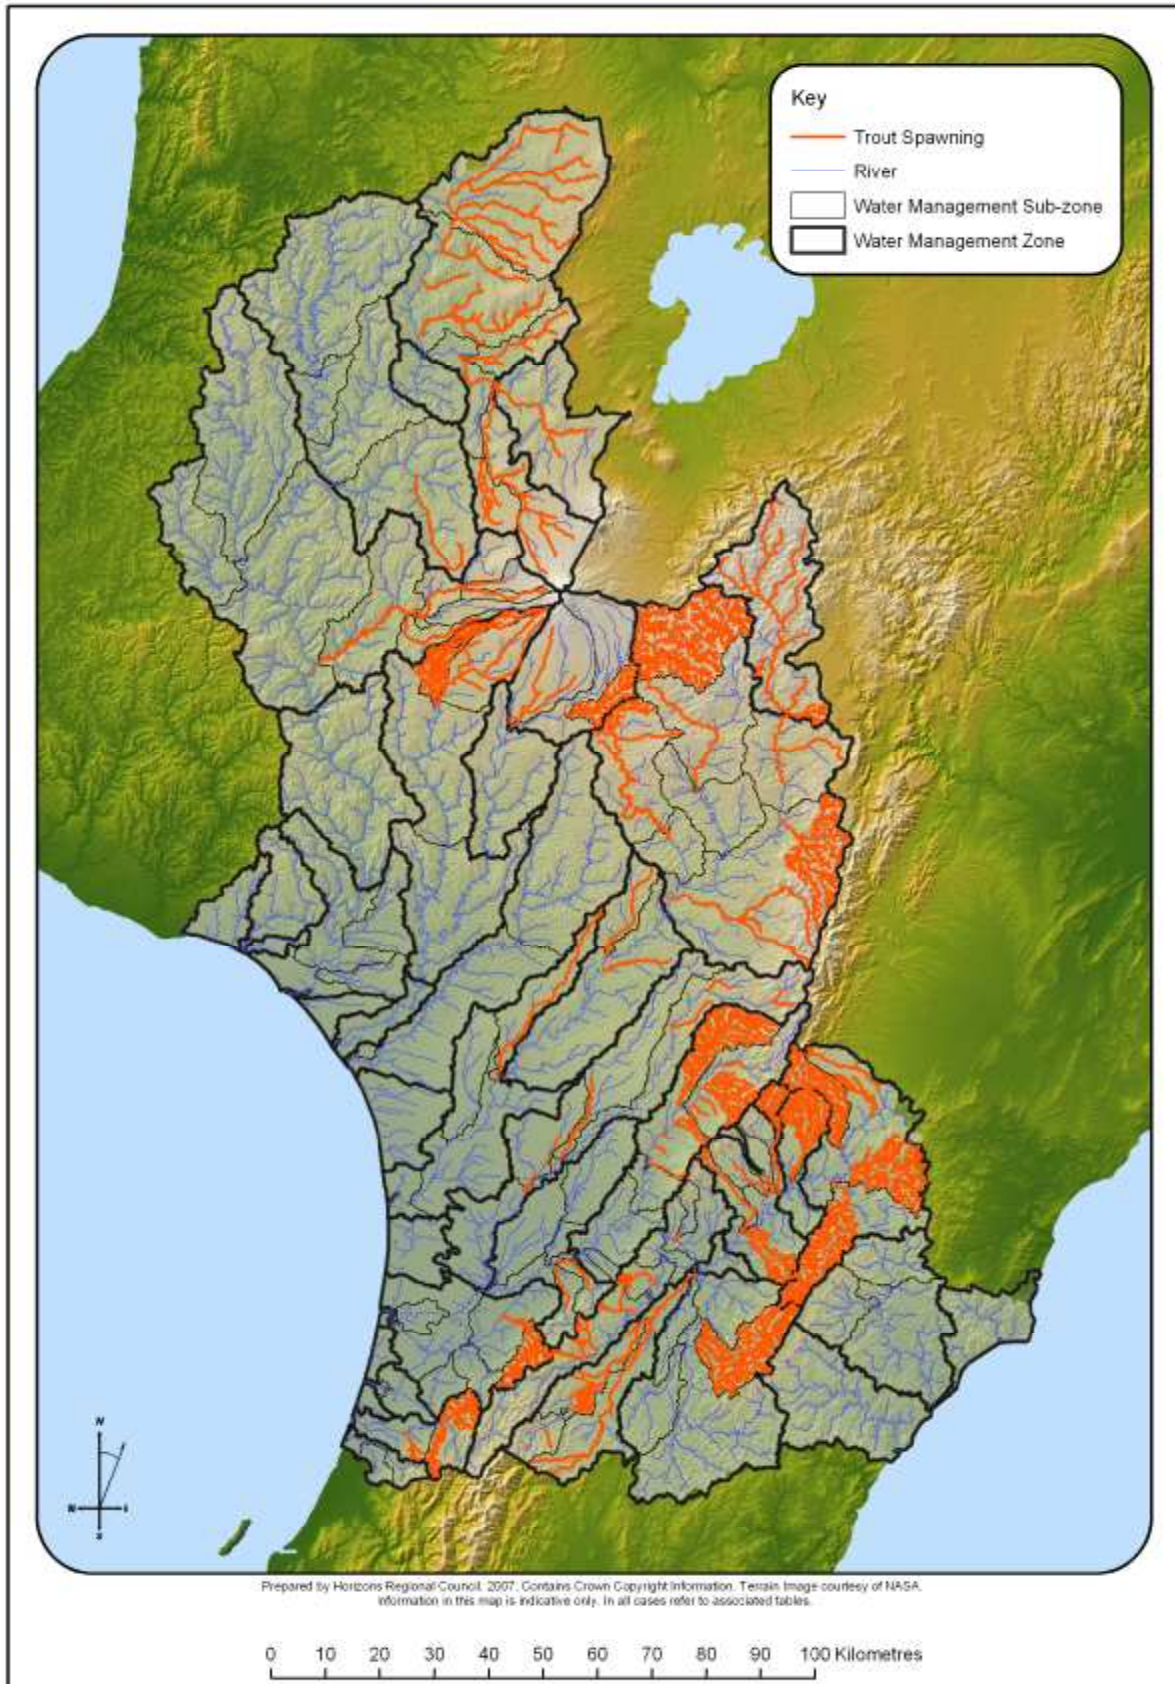 Key
Trout Spawning
River
Water Management Sub-zone
Water Management Zone
N
Prepared by Horizons Regional Council, 2007. Contains Crown Copyright Information. Terrain Image courtesy of NASA.
Information in this map is indicative only. In all cases refer to associated tables.
0 10 20 30 40 50 60 70 80 90 100 Kilometres